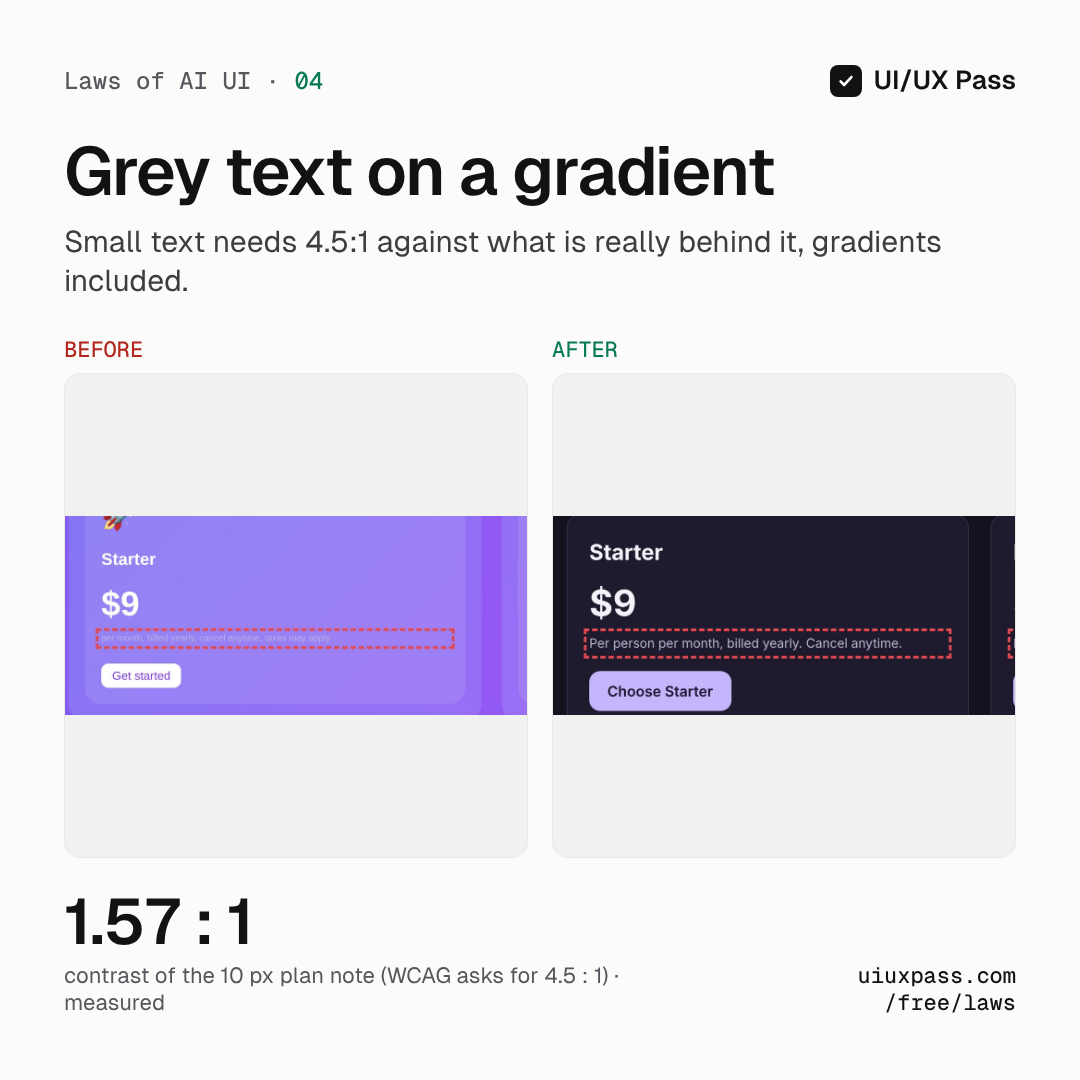 Laws of AI UI · 04
UI/UX Pass
Grey text on a gradient
Small text needs 4.5:1 against what is really behind it, gradients
included.
BEFORE
AFTER
Starter
$9
per month, billed yearly, cancel anytime, taxes may apply
Get started
Starter
$9
Per person per month, billed yearly. Cancel anytime.
Choose Starter
1.57 : 1
contrast of the 10 px plan note (WCAG asks for 4.5 : 1) ·
measured
uiuxpass.com
/free/laws